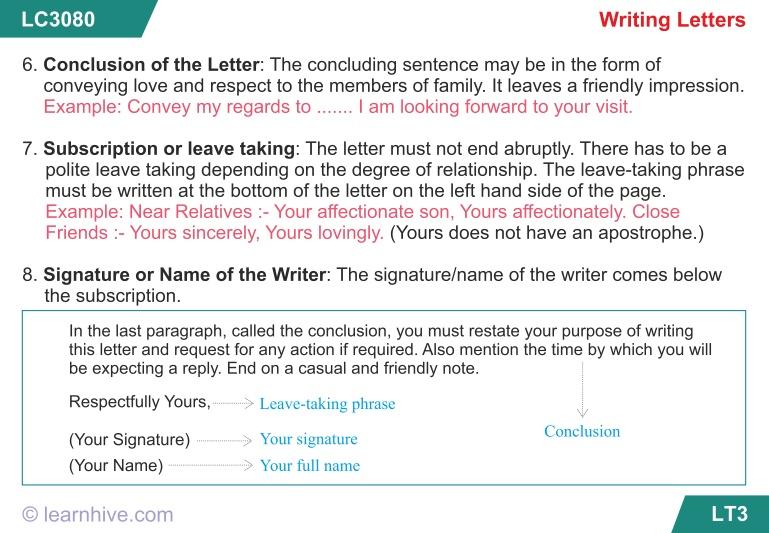 LC3080
Writing Letters
6. Conclusion of the Letter: The concluding sentence may be in the form of
conveying love and respect to the members of family. It leaves a friendly impression.
Example: Convey my regards to ....... I am looking forward to your visit.
7. Subscription or leave taking: The letter must not end abruptly. There has to be a
polite leave taking depending on the degree of relationship. The leave-taking phrase
must be written at the bottom of the letter on the left hand side of the page.
Example: Near Relatives :- Your affectionate son, Yours affectionately. Close
Friends :- Yours sincerely, Yours lovingly. (Yours does not have an apostrophe.)
8. Signature or Name of the Writer: The signature/name of the writer comes below
the subscription.
In the last paragraph, called the conclusion, you must restate your purpose of writing
this letter and request for any action if required. Also mention the time by which you will
be expecting a reply. End on a casual and friendly note.
Respectfully Yours, Leave-taking phrase
Conclusion
(Your Signature) Your signature
(Your Name) Your full name
© learnhive.com
LT3